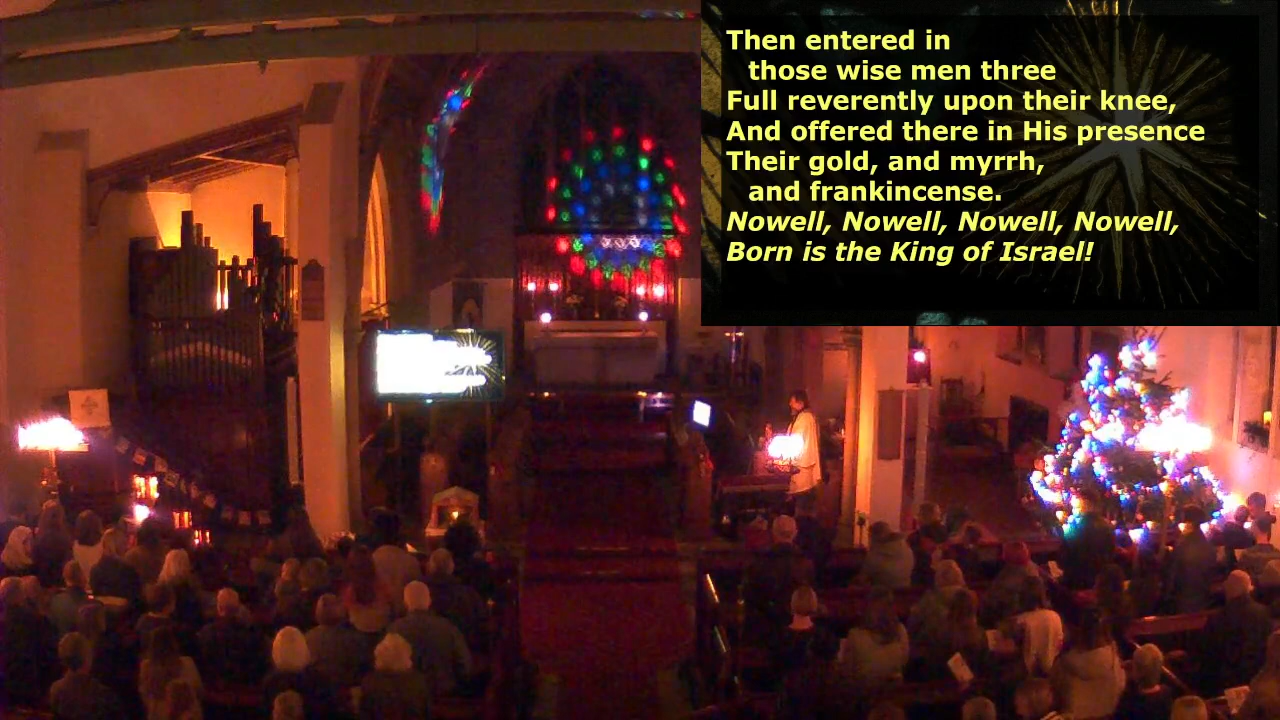 Then entered in
those wise men three
Full reverently upon their knee,
And offered there in His presence
Their gold, and myrrh,
and frankincense.
Nowell, Nowell, Nowell, Nowell,
Born is the King of Israel!